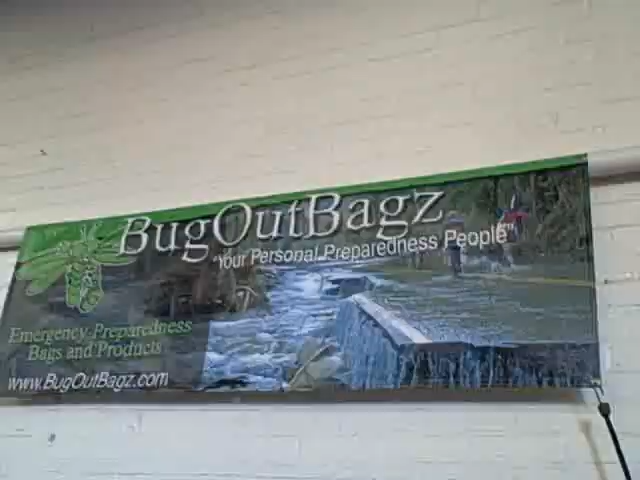 BugOutBagz
"Your Personal Preparedness People"
Emergency Preparedness
Bags and Products
www.BugOutBagz.com